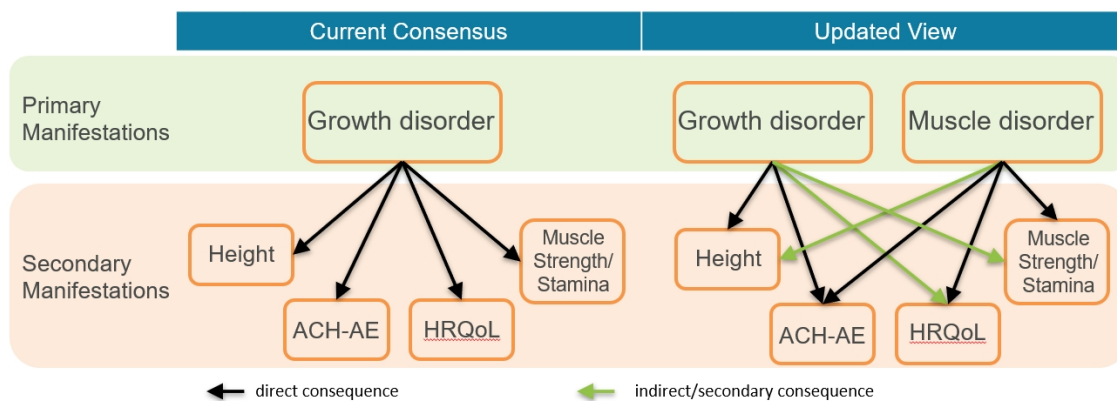 Current Consensus
Updated View
Primary
Manifestations
Growth disorder
Growth disorder
Muscle disorder
Secondary
Manifestations
Height
ACH-AE
HRQoL
Muscle
Strength/
Stamina
Height
ACH-AE
HRQoL
Muscle
Strength/
Stamina
direct consequence
indirect/secondary consequence